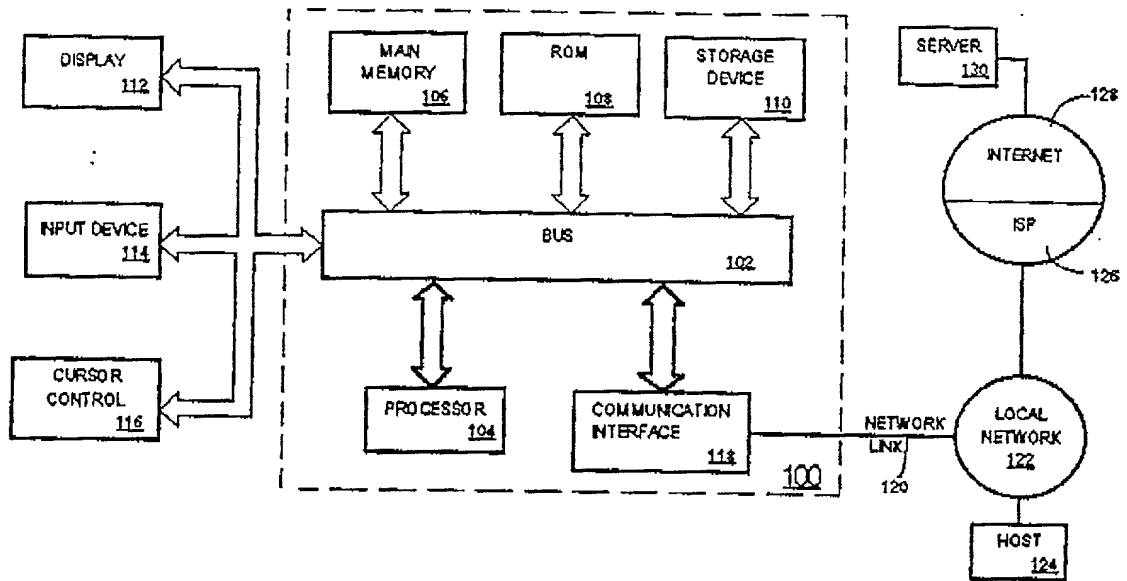 DISPLAY
112
INPUT DEVICE
114
CURSOR
CONTROL
116
MAIN
MEMORY
106
ROM
108
STORAGE
DEVICE
110
BUS
102
PROCESSOR
104
COMMUNICATION
INTERFACE
118
100
NETWORK
LINK
120
SERVER
130
128
INTERNET
ISP
126
LOCAL
NETWORK
122
HOST
124